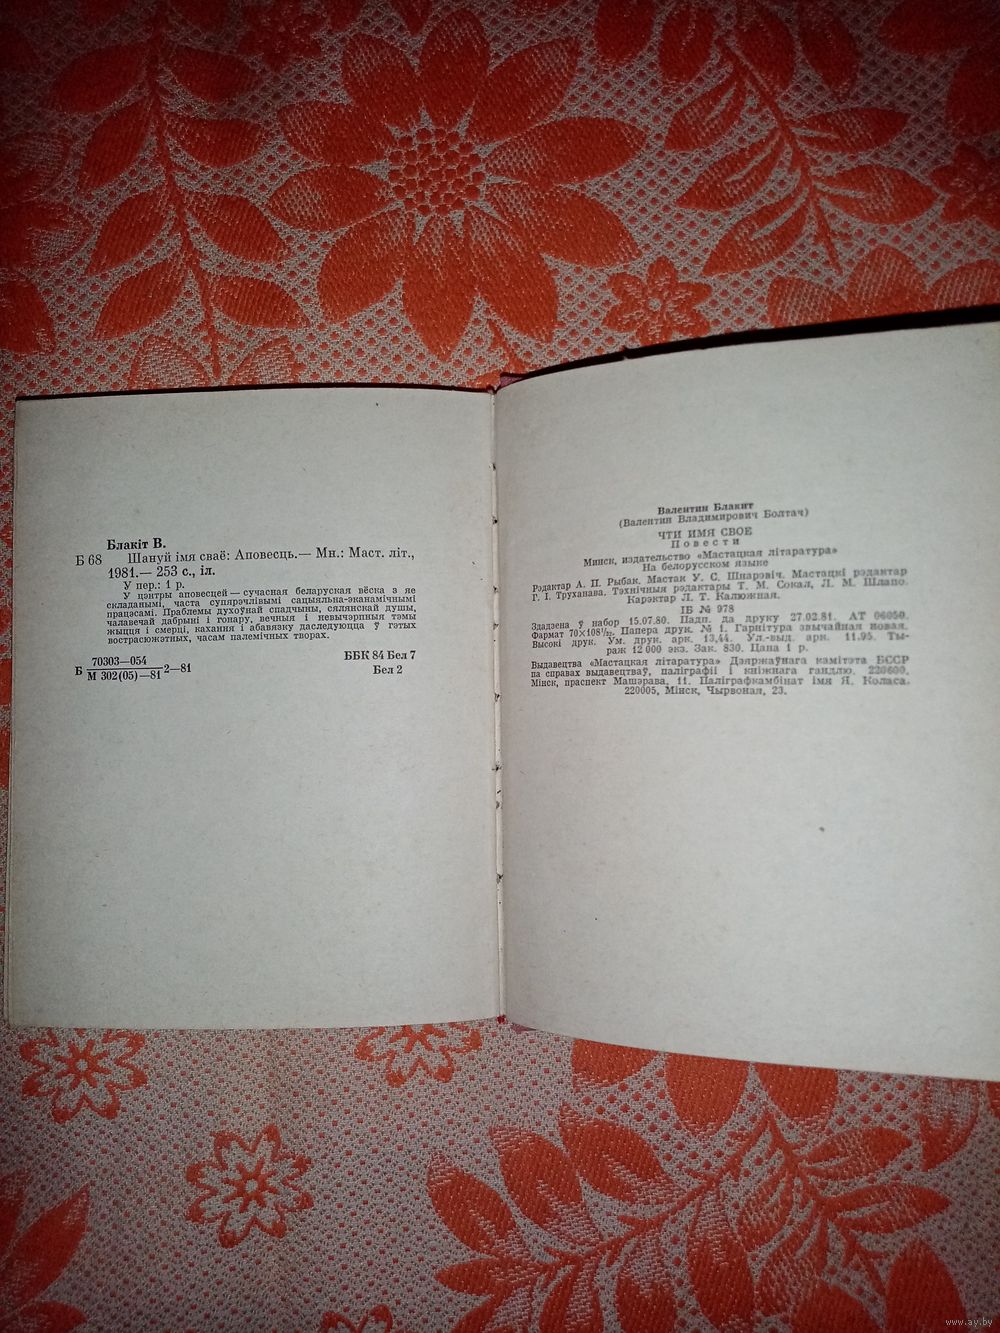 Блакіт В.
Б 68 Шануй імя сваё: Аповесць.— Мн.: Маст. літ.,
1981.— 253 с., іл.
У пер.: 1 р.
У цэнтры аповесцей — сучасная беларуская вёска з яе
складанымі, часта супярэчлівымі сацыяльна-эканамічнымі
працэсамі. Праблемы духоўнай спадчыны, сялянскай душы,
чалавечай дабрыні і гонару, вечныя і невычэрпныя тэмы
жыцця і смерці, кахання і абавязку даследуюцца ў гэтых
вострасюжэтных, часам палемічных творах.
70303—054
Б М 302(05)—81 2—81
ББК 84 Бел 7
Бел 2
Валентин Блакит
(Валентин Владимирович Болтач)
ЧТИ ИМЯ СВОЕ
Повести
Минск, издательство «Мастацкая літаратура»
На белорусском языке
Рэдактар А. П. Рыбак. Мастак У. С. Шпаровіч. Мастацкі рэдактар
Г. І. Труханава. Тэхнічныя рэдактары Т. М. Сокал, Л. М. Шлапо.
Карэктар Л. Т. Калюжная.
ІБ № 978
Здадзена ў набор 15.07.80. Падп. да друку 27.02.81. АТ 06050.
Фармат 70×108¹/₃₂. Папера друк. № 1. Гарнітура звычайная новая.
Высокі друк. Ум. друк. арк. 13,44. Ул.-выд. арк. 11.95. Ты-
раж 12 000 экз. Зак. 830. Цана 1 р.
Выдавецтва «Мастацкая літаратура» Дзяржаўнага камітэта БССР
па справах выдавецтваў, паліграфіі і кніжнага гандлю. 220600,
Мінск, праспект Машэрава, 11. Паліграфкамбінат імя Я. Коласа.
220005, Мінск, Чырвоная, 23.
www.ay.by